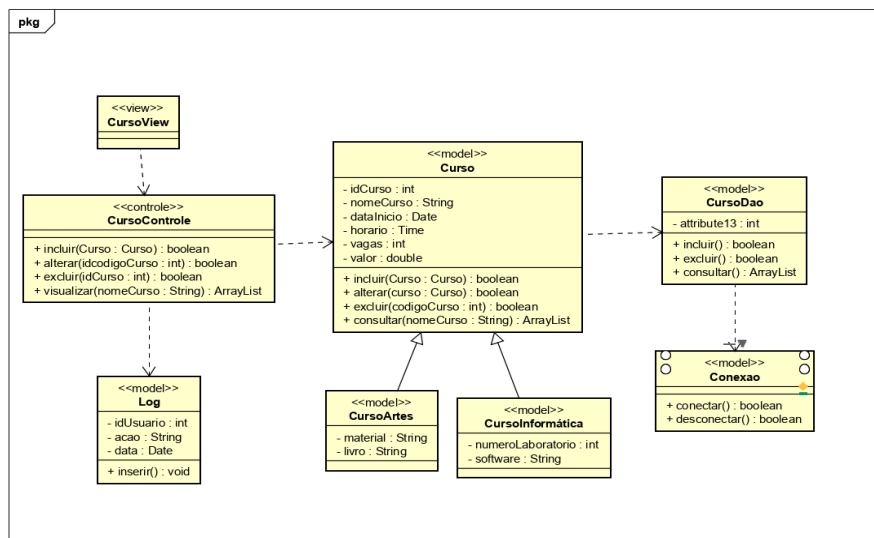 pkg
<<view>>
CursoView
<<controle>>
CursoControle
+ incluir(Curso : Curso) : boolean
+ alterar(idcodigoCurso : int) : boolean
+ excluir(idCurso : int) : boolean
+ visualizar(nomeCurso : String) : ArrayList
<<model>>
Log
- idUsuario : int
- acao : String
- data : Date
+ inserir() : void
<<model>>
Curso
- idCurso : int
- nomeCurso : String
- dataInicio : Date
- horario : Time
- vagas : int
- valor : double
+ incluir(Curso : Curso) : boolean
+ alterar(curso : Curso) : boolean
+ excluir(codigoCurso : int) : boolean
+ consultar(nomeCurso : String) : ArrayList
<<model>>
CursoArtes
- material : String
- livro : String
<<model>>
CursoInformática
- numeroLaboratorio : int
- software : String
<<model>>
CursoDao
- attribute13 : int
+ incluir() : boolean
+ excluir() : boolean
+ consultar() : ArrayList
<<model>>
Conexao
+ conectar() : boolean
+ desconectar() : boolean